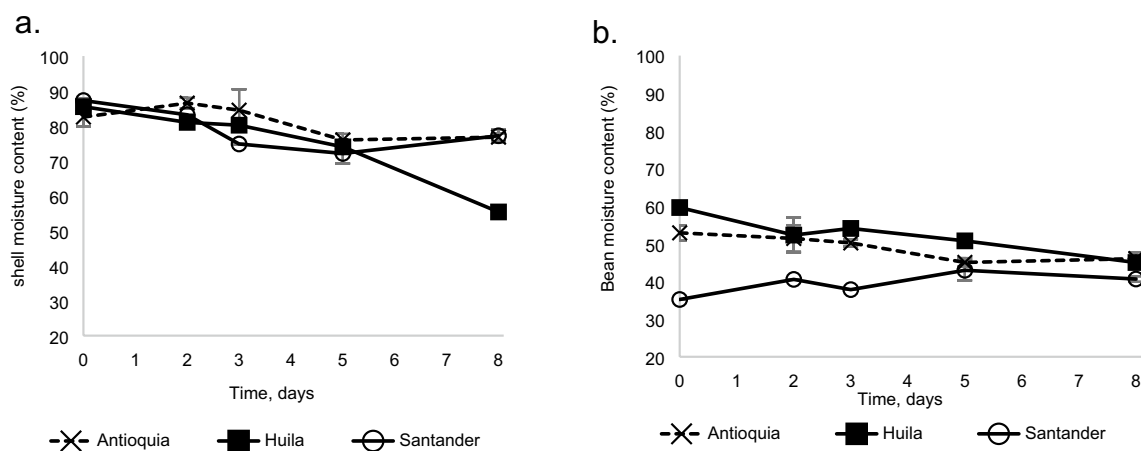 a.
shell moisture content (%)
100
90
80
70
60
50
40
30
20
0 1 2 3 4 5 6 7 8
Time, days
Antioquia Huila Santander
b.
Bean moisture content (%)
100
90
80
70
60
50
40
30
20
0 1 2 3 4 5 6 7 8
Time, days
Antioquia Huila Santander